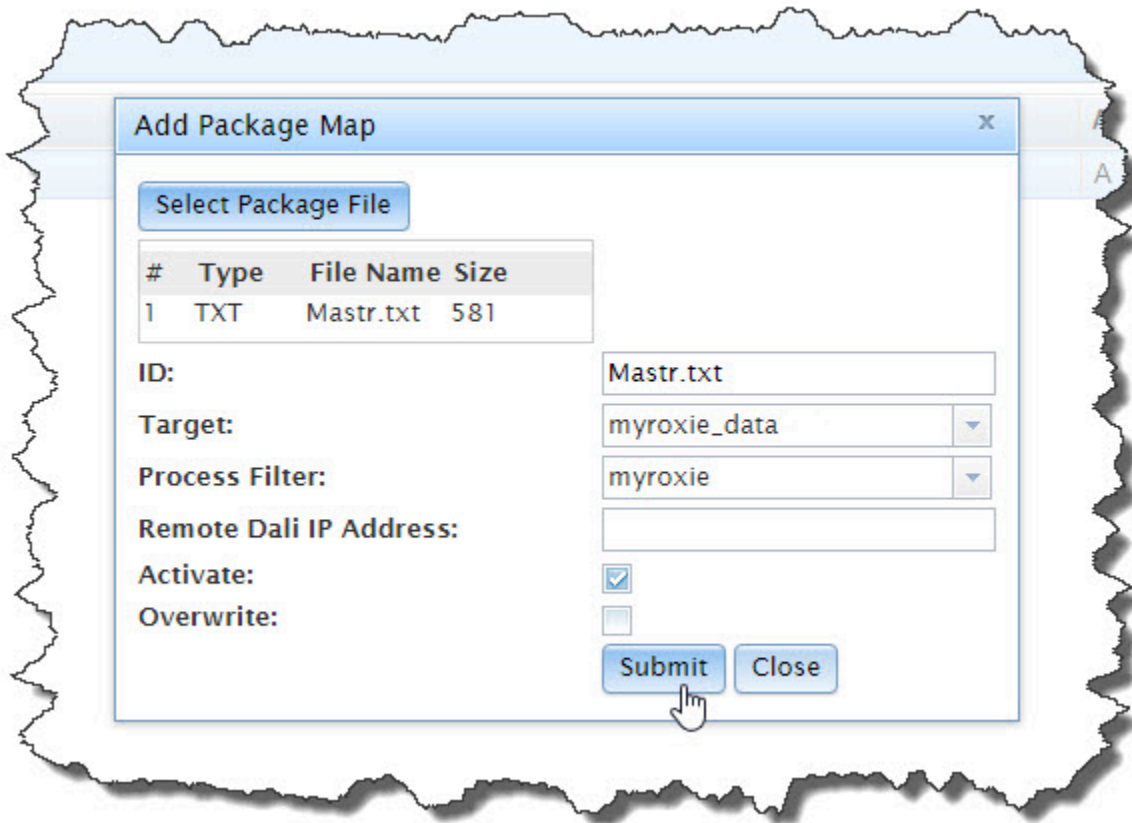 Add Package Map x
Select Package File
# Type File Name Size
1 TXT Mastr.txt 581
ID: Mastr.txt
Target: myroxie_data
Process Filter: myroxie
Remote Dali IP Address:
Activate:
Overwrite:
Submit Close
A